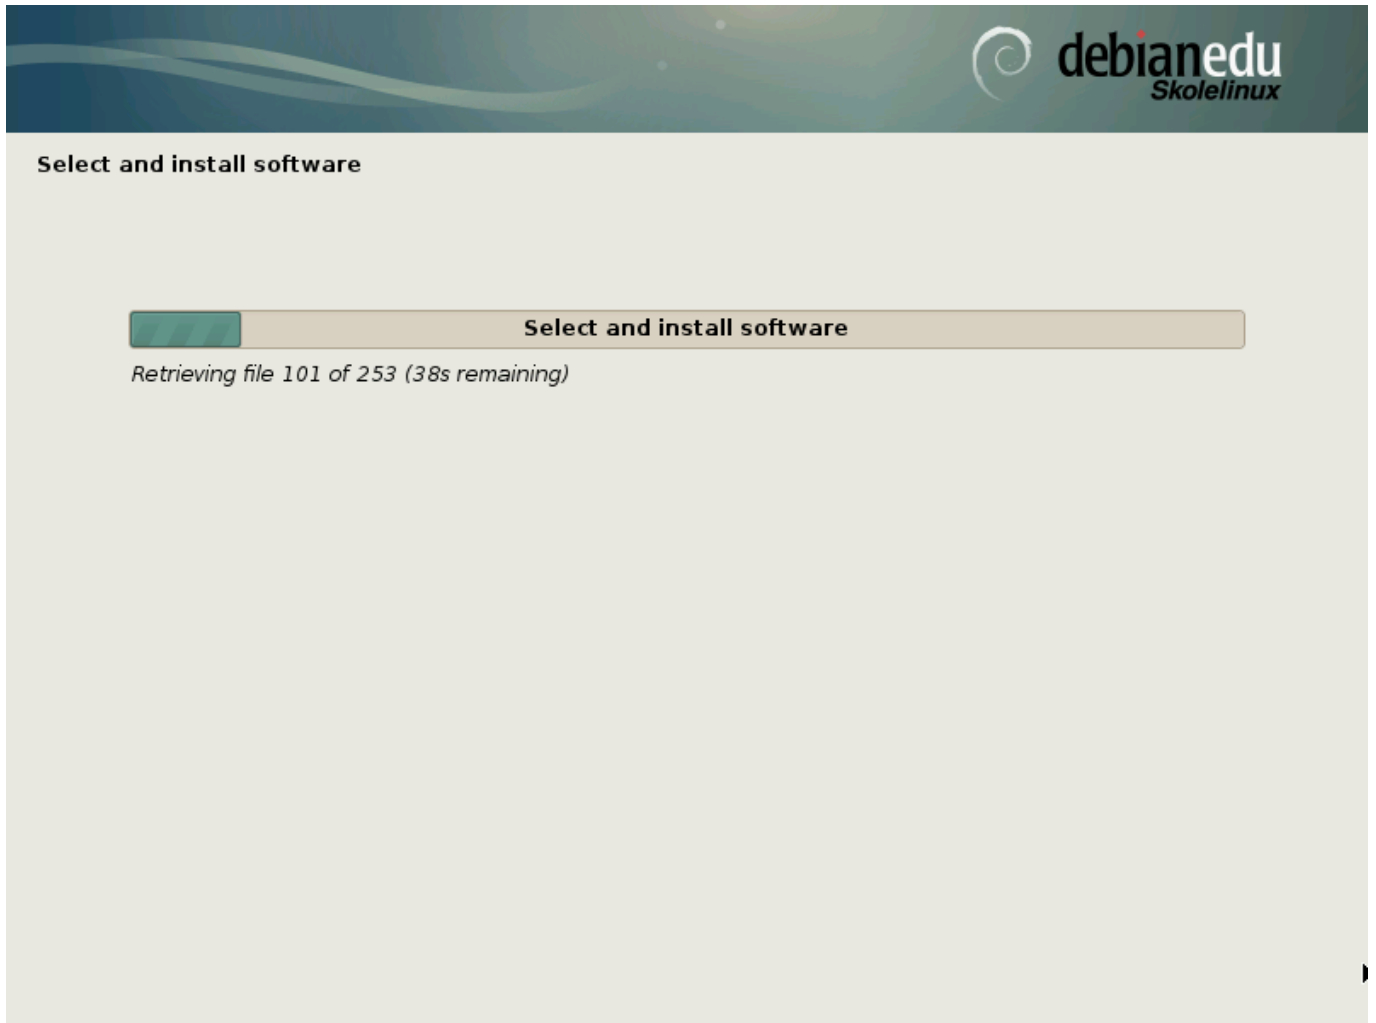 debianedu
Skolelinux
Select and install software
Select and install software
Retrieving file 101 of 253 (38s remaining)